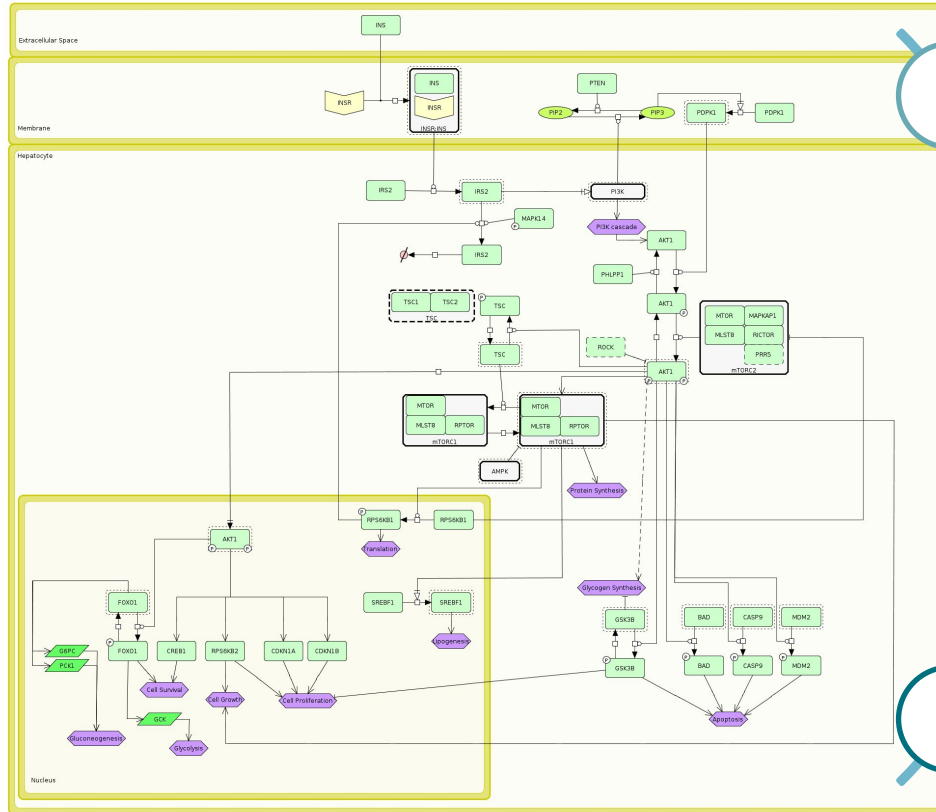 INS
Extracellular Space
INS
INSR
INSR
INSR:INS
PTEN
PIP2
PIP3
PDPK1
PDPK1
Membrane
Hepatocyte
IRS2
IRS2
PI3K
MAPK14
P
PI3K cascade
AKT1
IRS2
PHLPP1
TSC1
TSC2
TSC
P
TSC
AKT1
P
MTOR
MAPKAP1
MLST8
RICTOR
PRR5
mTORC2
ROCK
TSC
AKT1
P
P
MTOR
MLST8
RPTOR
mTORC1
MTOR
MLST8
RPTOR
mTORC1
AMPK
Protein Synthesis
P
RPS6KB1
RPS6KB1
Translation
AKT1
P
P
Glycogen Synthesis
FOXO1
SREBF1
SREBF1
GSK3B
BAD
CASP9
MDM2
Lipogenesis
G6PC
PCK1
P
FOXO1
CREB1
RPS6KB2
CDKN1A
CDKN1B
P
GSK3B
P
BAD
P
CASP9
P
MDM2
Cell Survival
Cell Growth
Cell Proliferation
GCK
Apoptosis
Gluconeogenesis
Glycolysis
Nucleus